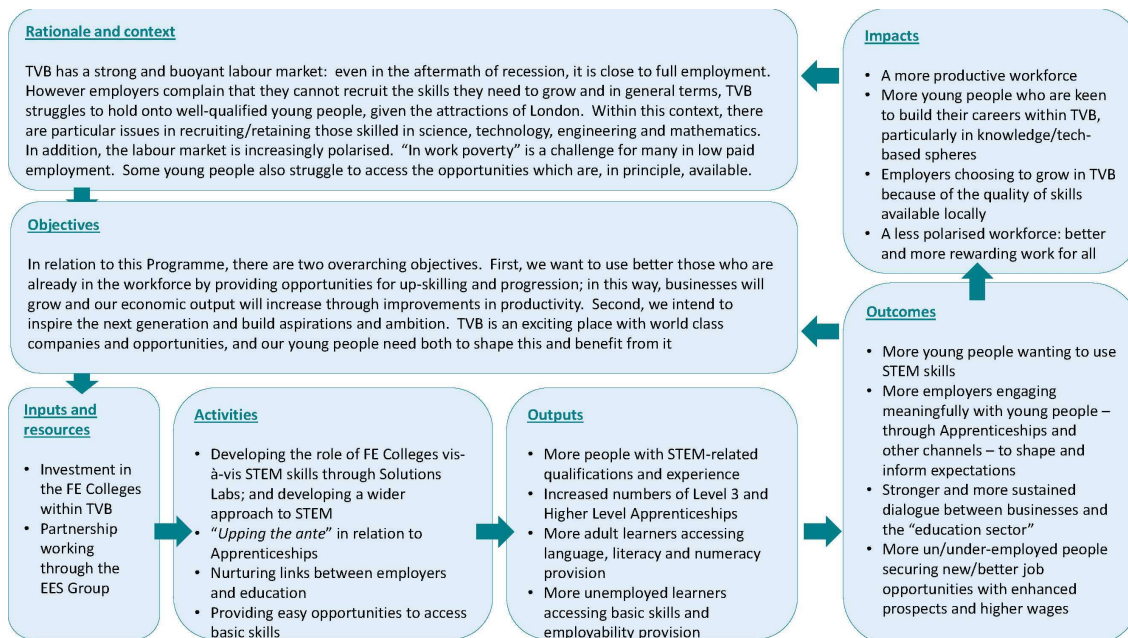 Rationale and context
TVB has a strong and buoyant labour market:  even in the aftermath of recession, it is close to full employment.
However employers complain that they cannot recruit the skills they need to grow and in general terms, TVB
struggles to hold onto well-qualified young people, given the attractions of London.  Within this context, there
are particular issues in recruiting/retaining those skilled in science, technology, engineering and mathematics.
In addition, the labour market is increasingly polarised.  “In work poverty” is a challenge for many in low paid
employment.  Some young people also struggle to access the opportunities which are, in principle, available.
Objectives
In relation to this Programme, there are two overarching objectives.  First, we want to use better those who are
already in the workforce by providing opportunities for up-skilling and progression; in this way, businesses will
grow and our economic output will increase through improvements in productivity.  Second, we intend to
inspire the next generation and build aspirations and ambition.  TVB is an exciting place with world class
companies and opportunities, and our young people need both to shape this and benefit from it
Inputs and
resources
• Investment in
the FE Colleges
within TVB
• Partnership
working
through the
EES Group
Activities
• Developing the role of FE Colleges vis-
à-vis STEM skills through Solutions
Labs; and developing a wider
approach to STEM
• “Upping the ante” in relation to
Apprenticeships
• Nurturing links between employers
and education
• Providing easy opportunities to access
basic skills
Outputs
• More people with STEM-related
qualifications and experience
• Increased numbers of Level 3 and
Higher Level Apprenticeships
• More adult learners accessing
language, literacy and numeracy
provision
• More unemployed learners
accessing basic skills and
employability provision
Outcomes
• More young people wanting to use
STEM skills
• More employers engaging
meaningfully with young people –
through Apprenticeships and
other channels – to shape and
inform expectations
• Stronger and more sustained
dialogue between businesses and
the “education sector”
• More un/under-employed people
securing new/better job
opportunities with enhanced
prospects and higher wages
Impacts
• A more productive workforce
• More young people who are keen
to build their careers within TVB,
particularly in knowledge/tech-
based spheres
• Employers choosing to grow in TVB
because of the quality of skills
available locally
• A less polarised workforce: better
and more rewarding work for all